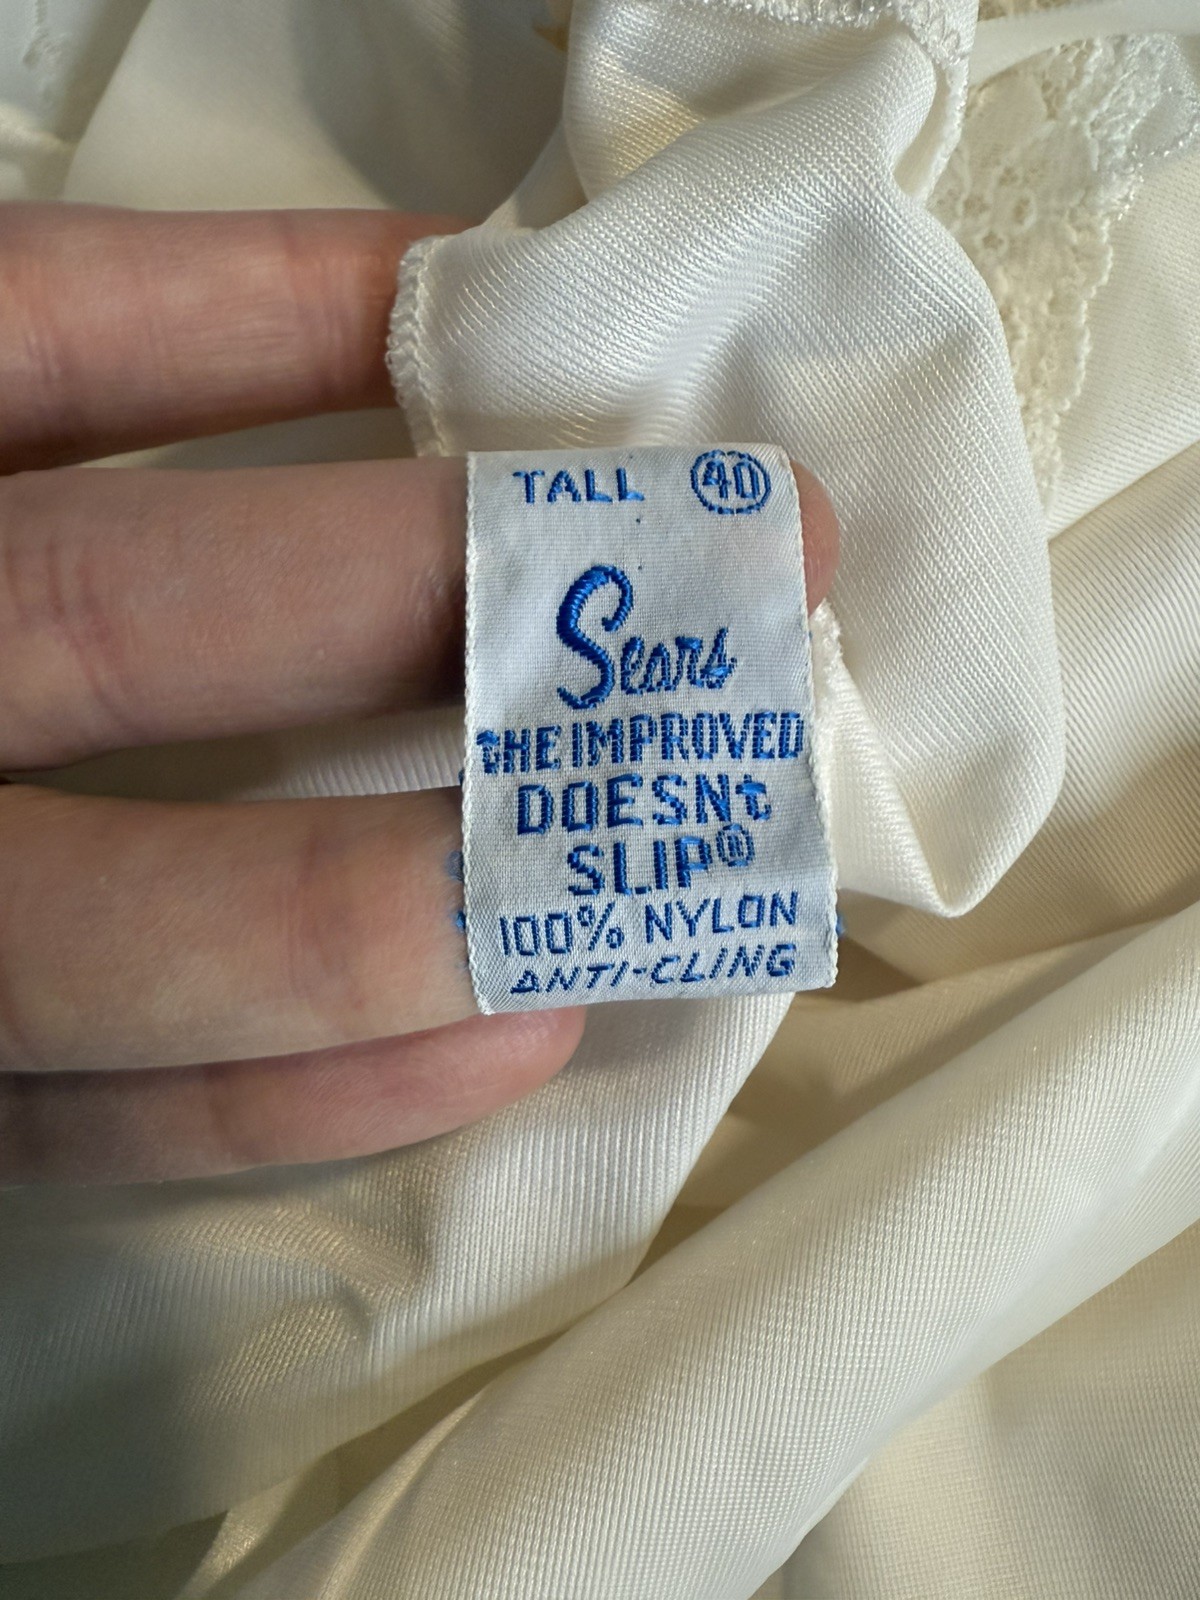 TALL 40
Sears
tHE IMPROVED
DOESNt
SLIP®
100% NYLON
ANTI-CLING